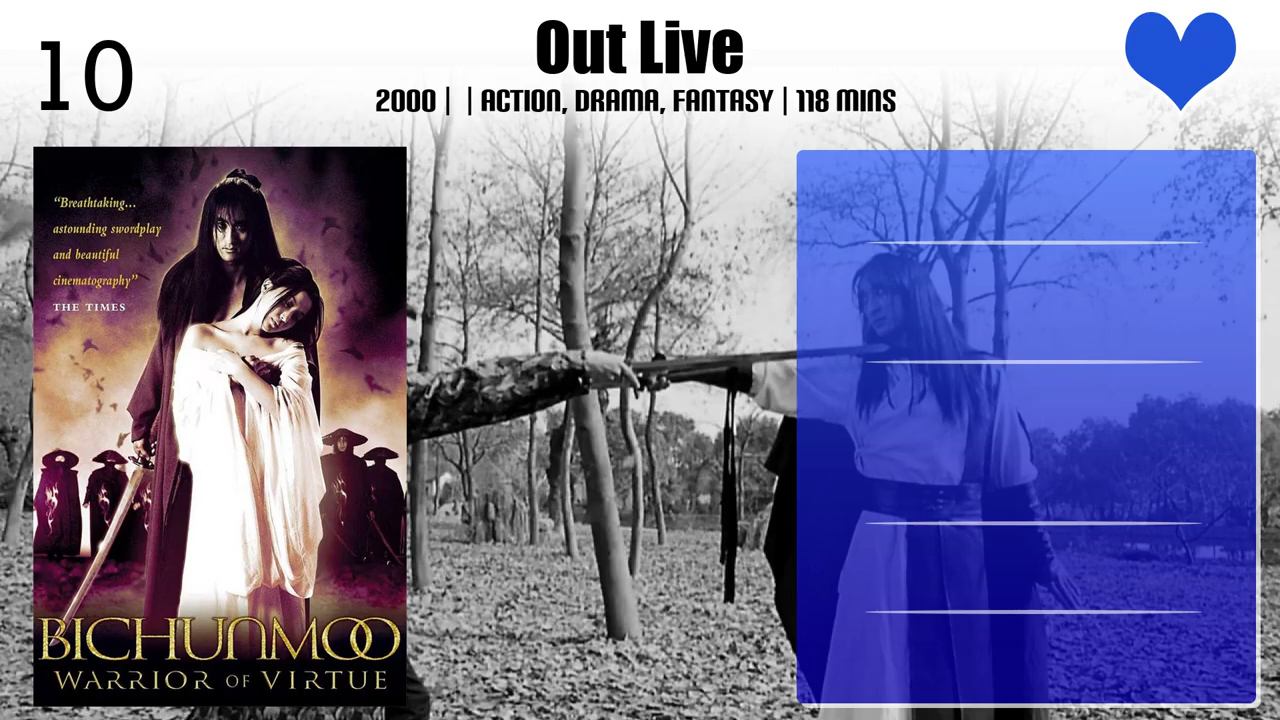 10
Out Live
2000 | | ACTION, DRAMA, FANTASY | 118 MINS
“Breathtaking...
astounding swordplay
and beautiful
cinematography”
THE TIMES
BICHUNMOO
WARRIOR OF VIRTUE